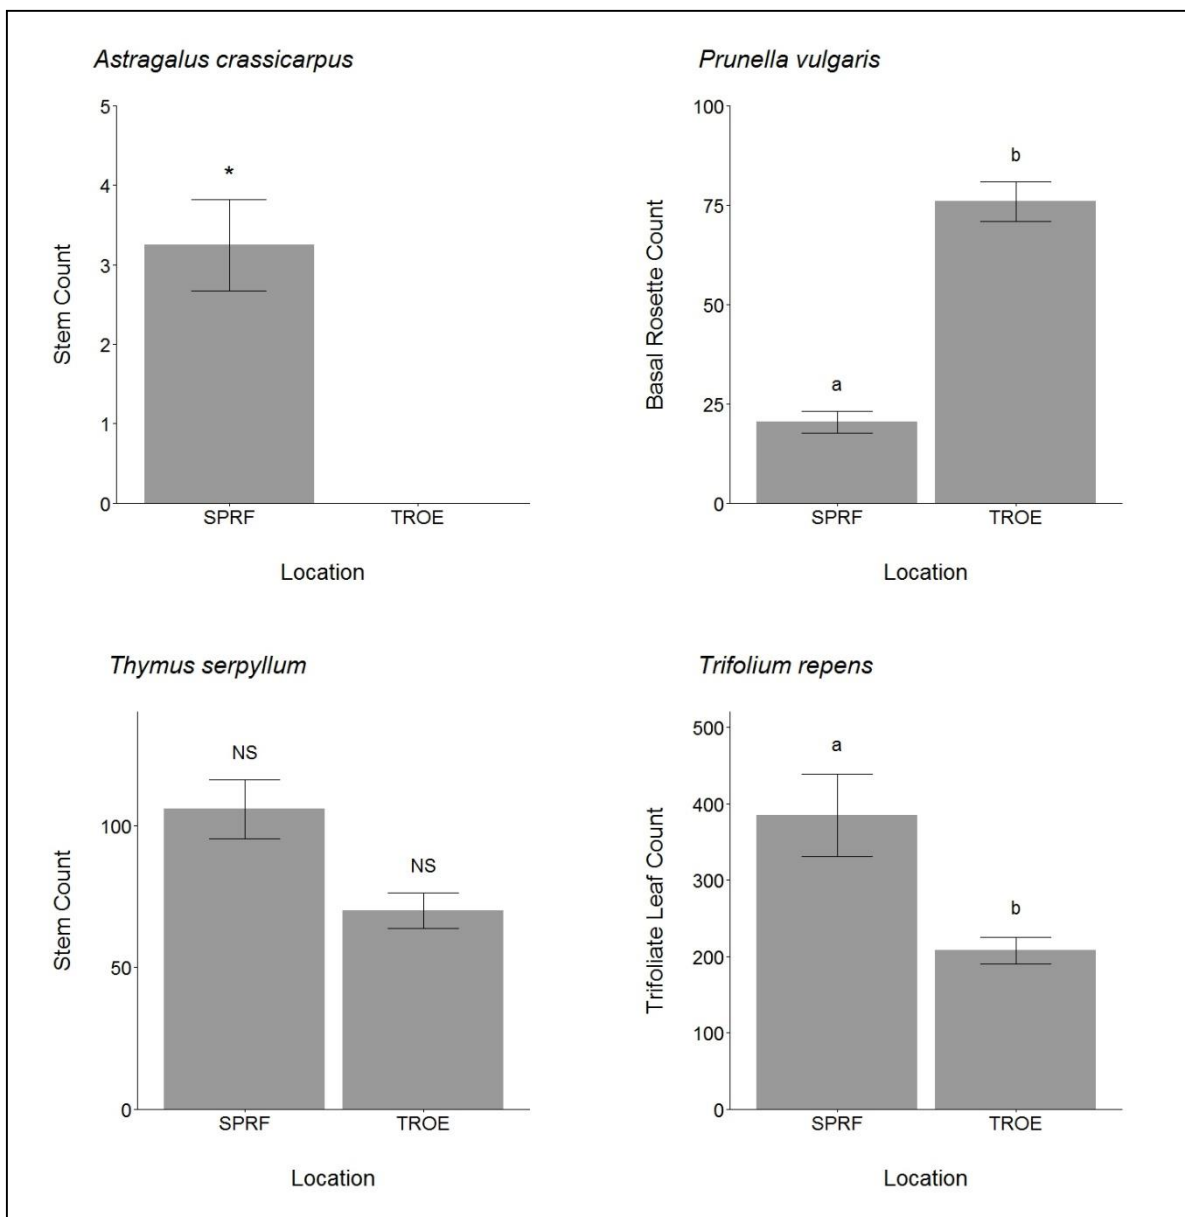 Astragalus crassicarpus
5
4
3
2
1
0
*
Stem Count
SPRF
TROE
Location
Prunella vulgaris
100
75
50
25
0
a
b
Basal Rosette Count
SPRF
TROE
Location
Thymus serpyllum
100
50
0
NS
NS
Stem Count
SPRF
TROE
Location
Trifolium repens
500
400
300
200
100
0
a
b
Trifoliate Leaf Count
SPRF
TROE
Location